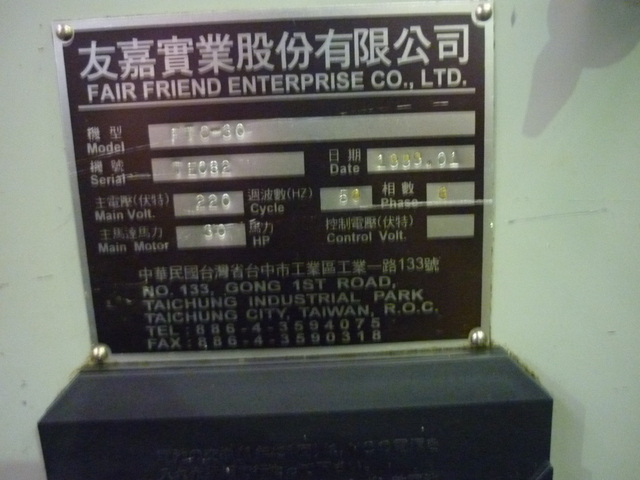 友嘉實業股份有限公司
FAIR FRIEND ENTERPRISE CO., LTD.
機型 Model FTC-30
機號 Serial
日期 Date
主電壓(伏特) Main Volt. 220
週波數(HZ) Cycle
相數 Phase
主馬達馬力 Main Motor 30 馬力 HP
控制電壓(伏特) Control Volt.
中華民國台灣省台中市工業區工業一路133號
NO. 133, GONG 1ST ROAD,
TAICHUNG INDUSTRIAL PARK
TAICHUNG CITY, TAIWAN, R.O.C.
TEL : 886-4-3594075
FAX : 886-4-3590318